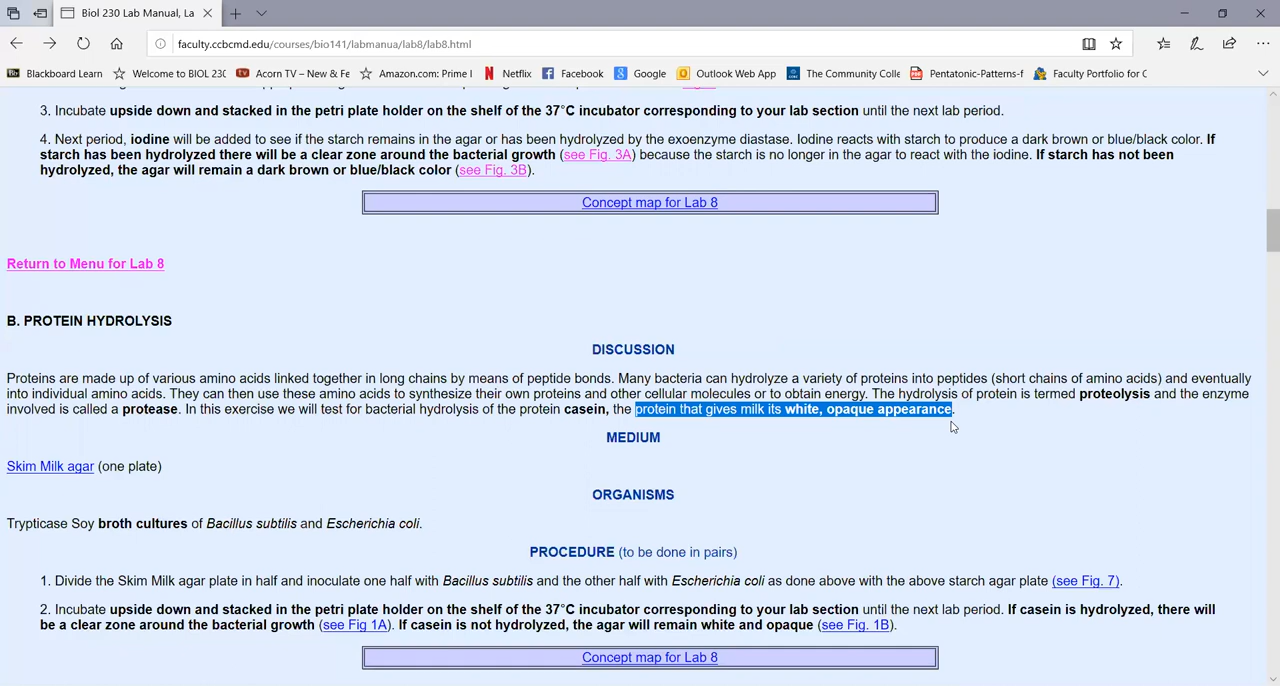 Biol 230 Lab Manual, La
faculty.ccbcmd.edu/courses/bio141/labmanua/lab8/lab8.html
Blackboard Learn Welcome to BIOL 230 Acorn TV – New & Fe Amazon.com: Prime I Netflix Facebook Google Outlook Web App The Community Colle Pentatonic-Patterns-f Faculty Portfolio for C
3. Incubate upside down and stacked in the petri plate holder on the shelf of the 37°C incubator corresponding to your lab section until the next lab period.
4. Next period, iodine will be added to see if the starch remains in the agar or has been hydrolyzed by the exoenzyme diastase. Iodine reacts with starch to produce a dark brown or blue/black color. If
starch has been hydrolyzed there will be a clear zone around the bacterial growth (see Fig. 3A) because the starch is no longer in the agar to react with the iodine. If starch has not been
hydrolyzed, the agar will remain a dark brown or blue/black color (see Fig. 3B).
Concept map for Lab 8
Return to Menu for Lab 8
B. PROTEIN HYDROLYSIS
DISCUSSION
Proteins are made up of various amino acids linked together in long chains by means of peptide bonds. Many bacteria can hydrolyze a variety of proteins into peptides (short chains of amino acids) and eventually
into individual amino acids. They can then use these amino acids to synthesize their own proteins and other cellular molecules or to obtain energy. The hydrolysis of protein is termed proteolysis and the enzyme
involved is called a protease. In this exercise we will test for bacterial hydrolysis of the protein casein, the protein that gives milk its white, opaque appearance.
MEDIUM
Skim Milk agar (one plate)
ORGANISMS
Trypticase Soy broth cultures of Bacillus subtilis and Escherichia coli.
PROCEDURE (to be done in pairs)
1. Divide the Skim Milk agar plate in half and inoculate one half with Bacillus subtilis and the other half with Escherichia coli as done above with the above starch agar plate (see Fig. 7).
2. Incubate upside down and stacked in the petri plate holder on the shelf of the 37°C incubator corresponding to your lab section until the next lab period. If casein is hydrolyzed, there will
be a clear zone around the bacterial growth (see Fig 1A). If casein is not hydrolyzed, the agar will remain white and opaque (see Fig. 1B).
Concept map for Lab 8